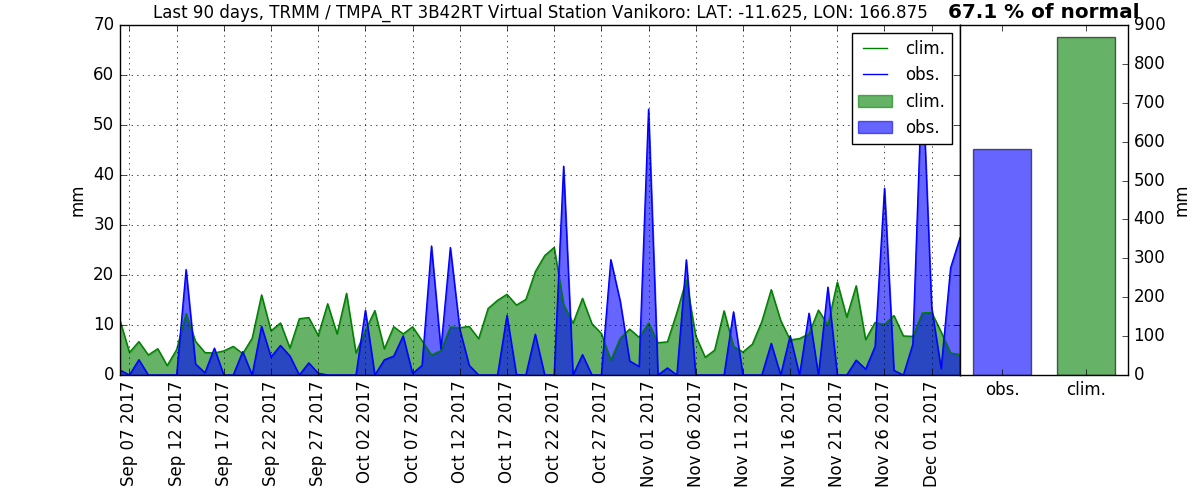 Last 90 days, TRMM / TMPA_RT 3B42RT Virtual Station Vanikoro: LAT: -11.625, LON: 166.875
67.1 % of normal
clim.
obs.
clim.
obs.
mm
70
60
50
40
30
20
10
0
Sep 07 2017
Sep 12 2017
Sep 17 2017
Sep 22 2017
Sep 27 2017
Oct 02 2017
Oct 07 2017
Oct 12 2017
Oct 17 2017
Oct 22 2017
Oct 27 2017
Nov 01 2017
Nov 06 2017
Nov 11 2017
Nov 16 2017
Nov 21 2017
Nov 26 2017
Dec 01 2017
900
800
700
600
500
400
300
200
100
0
mm
obs.
clim.